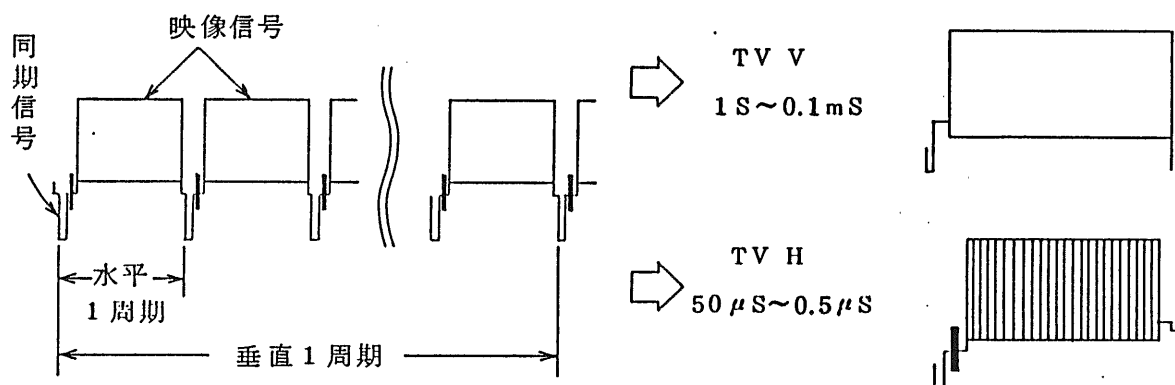 映像信号
同期信号
水平
1周期
垂直1周期
TV V
1S~0.1mS
TV H
50μS~0.5μS